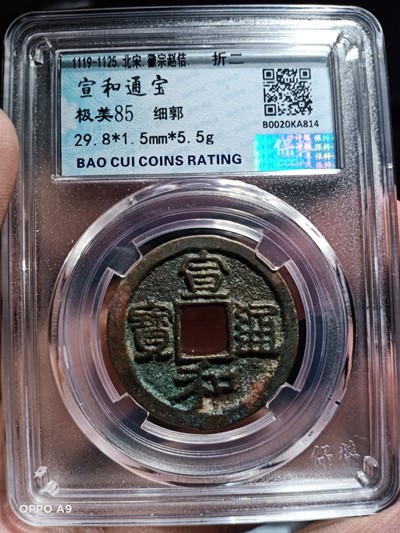 1119-1125.北宋.徽宗赵佶. 折二
宣和通宝
极美85 细郭
29.8*1.5mm*5.5g
BAO CUI COINS RATING
B0020KA814
宣
寳 通
和
OPPO A9